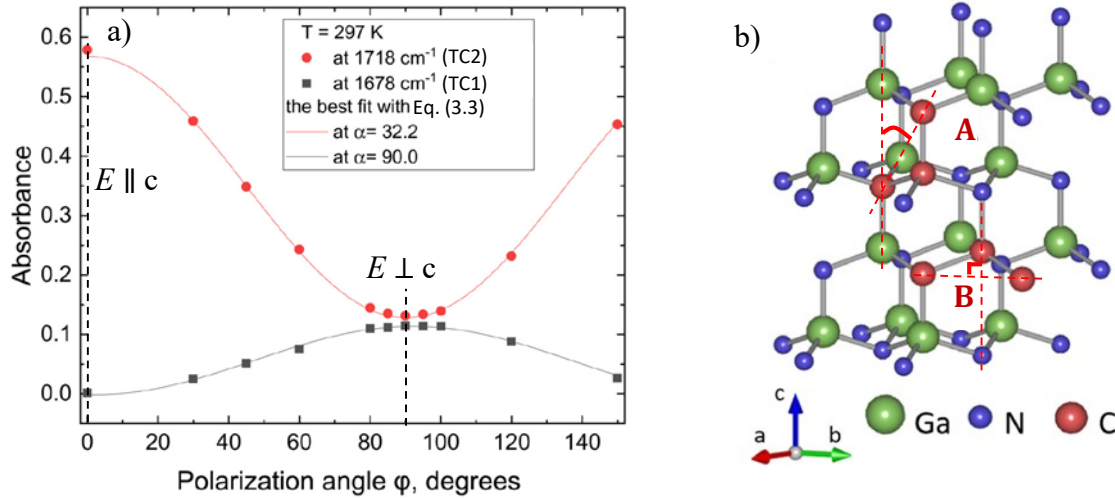 a)
T = 297 K
at 1718 cm⁻¹ (TC2)
at 1678 cm⁻¹ (TC1)
the best fit with Eq. (3.3)
at α= 32.2
at α= 90.0
E ∥ c
E ⊥ c
Absorbance
0.6
0.5
0.4
0.3
0.2
0.1
0.0
0 20 40 60 80 100 120 140
Polarization angle φ, degrees
b)
A
B
c
a
b
Ga N C